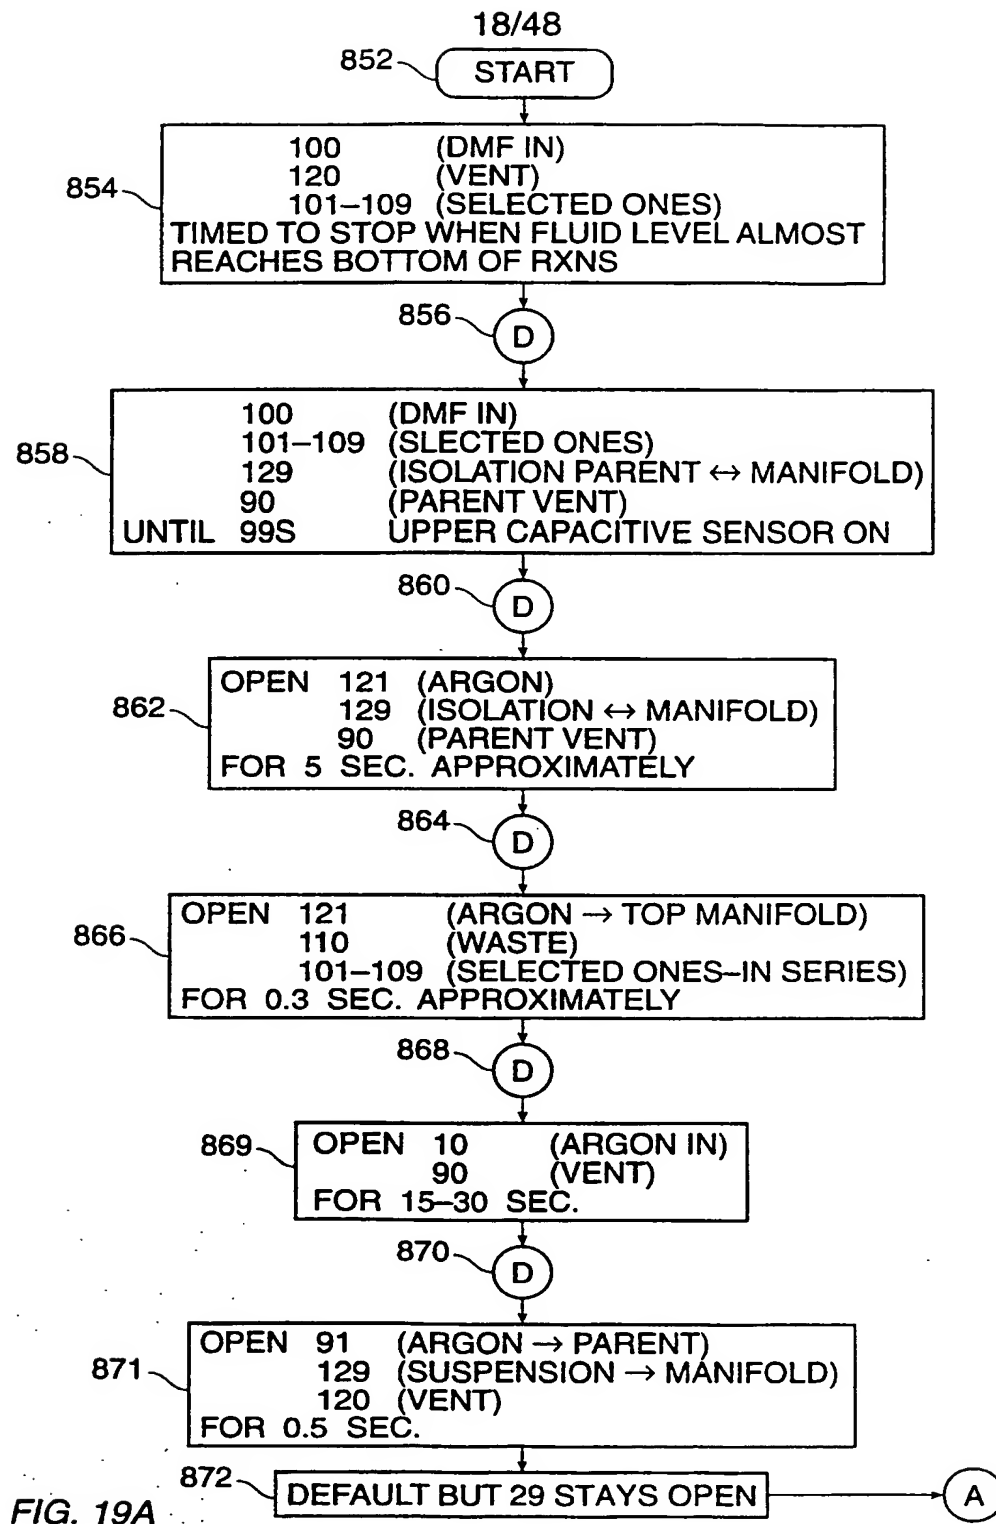 18/48
852
START
854
100 (DMF IN)
120 (VENT)
101–109 (SELECTED ONES)
TIMED TO STOP WHEN FLUID LEVEL ALMOST
REACHES BOTTOM OF RXNS
856
D
858
100 (DMF IN)
101–109 (SLECTED ONES)
129 (ISOLATION PARENT ↔ MANIFOLD)
90 (PARENT VENT)
UNTIL 99S UPPER CAPACITIVE SENSOR ON
860
D
862
OPEN 121 (ARGON)
129 (ISOLATION ↔ MANIFOLD)
90 (PARENT VENT)
FOR 5 SEC. APPROXIMATELY
864
D
866
OPEN 121 (ARGON → TOP MANIFOLD)
110 (WASTE)
101–109 (SELECTED ONES–IN SERIES)
FOR 0.3 SEC. APPROXIMATELY
868
D
869
OPEN 10 (ARGON IN)
90 (VENT)
FOR 15–30 SEC.
870
D
871
OPEN 91 (ARGON → PARENT)
129 (SUSPENSION → MANIFOLD)
120 (VENT)
FOR 0.5 SEC.
872
DEFAULT BUT 29 STAYS OPEN
A
FIG. 19A